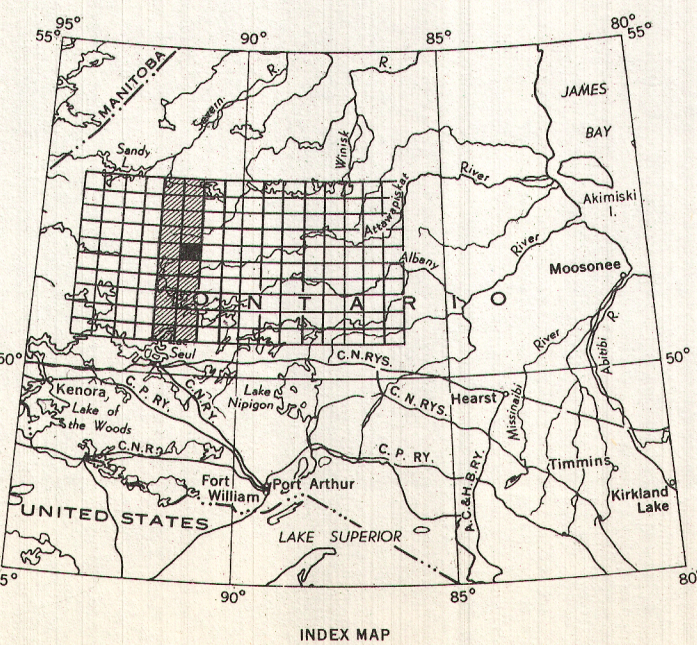 95°
90°
85°
80°
55°
55°
MANITOBA
Severn R.
R.
Winisk
JAMES
BAY
Sandy
L.
River
Attawapiskat
Akimiski
I.
River
Albany
Moosonee
ONTARIO
River
Abitibi R.
L. Seul
C.N.RYS.
50°
50°
Kenora
C. P. RY.
C.N.RY.
Lake
Nipigon
C. N. RYS.
Hearst
Missinaibi
Lake of
the Woods
C.N.R.
C. P. RY.
Timmins
Fort
William
Port Arthur
Kirkland
Lake
A.C.&H.B.RY.
UNITED STATES
LAKE SUPERIOR
5°
90°
85°
80
INDEX MAP